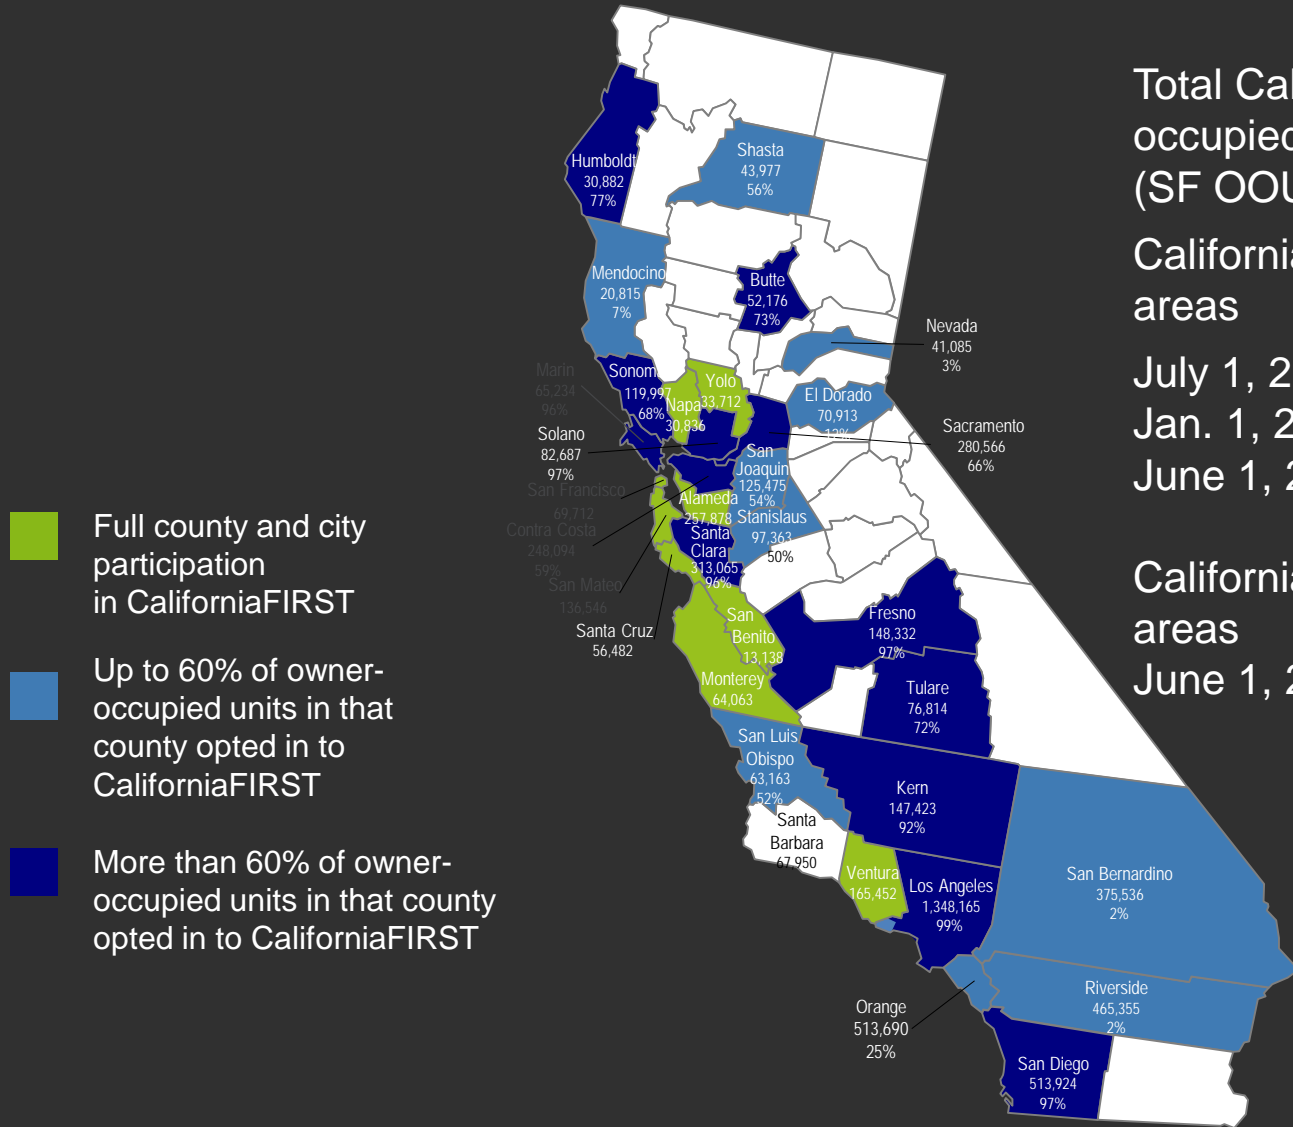 Full county and city
participation
in CaliforniaFIRST
Up to 60% of owner-
occupied units in that
county opted in to
CaliforniaFIRST
More than 60% of owner-
occupied units in that county
opted in to CaliforniaFIRST
Humboldt
30,882
77%
Shasta
43,977
56%
Mendocino
20,815
7%
Butte
52,176
73%
Nevada
41,085
3%
Marin
65,234
96%
Sonom
119,997
68%
Napa
30,836
Yolo
33,712
El Dorado
70,913
12%
Solano
82,687
97%
Sacramento
280,566
66%
San Francisco
69,712
Contra Costa
248,094
59%
San Mateo
136,546
Santa Cruz
56,482
San
Joaquin
125,475
54%
Alameda
257,878
Stanislaus
97,363
50%
Santa
Clara
313,065
96%
San
Benito
13,138
Monterey
64,063
Fresno
148,332
97%
Tulare
76,814
72%
San Luis
Obispo
63,163
52%
Kern
147,423
92%
Santa
Barbara
67,950
Ventura
165,452
Los Angeles
1,348,165
99%
San Bernardino
375,536
2%
Riverside
465,355
2%
Orange
513,690
25%
San Diego
513,924
97%
Total Cal
occupied
(SF OOU
California
areas
July 1, 2
Jan. 1, 2
June 1, 2
California
areas
June 1, 2